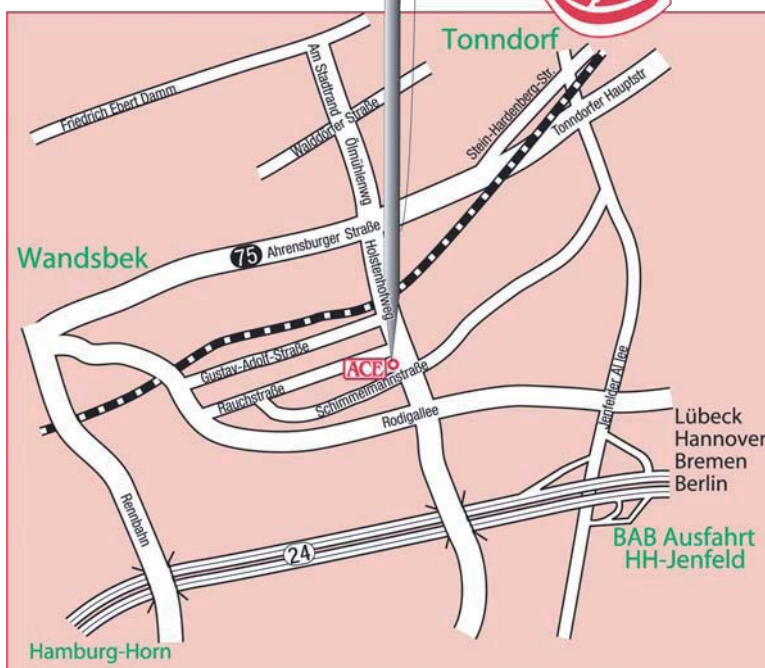 Tonndorf
Friedrich Ebert Damm
Am Stadtrand
Walddörfer Straße
Ölmühlenwg
Stein-Hardenberg-Str.
Tonndorfer Hauptstr
Wandsbek
75
Ahrensburger Straße
Holstenhofweg
Gustav-Adolf-Straße
ACE
Rauchstraße
Schimmelmannstraße
Rodigallee
Jenfelder Allee
Lübeck
Hannover
Bremen
Berlin
Rennbahn
24
BAB Ausfahrt
HH-Jenfeld
Hamburg-Horn